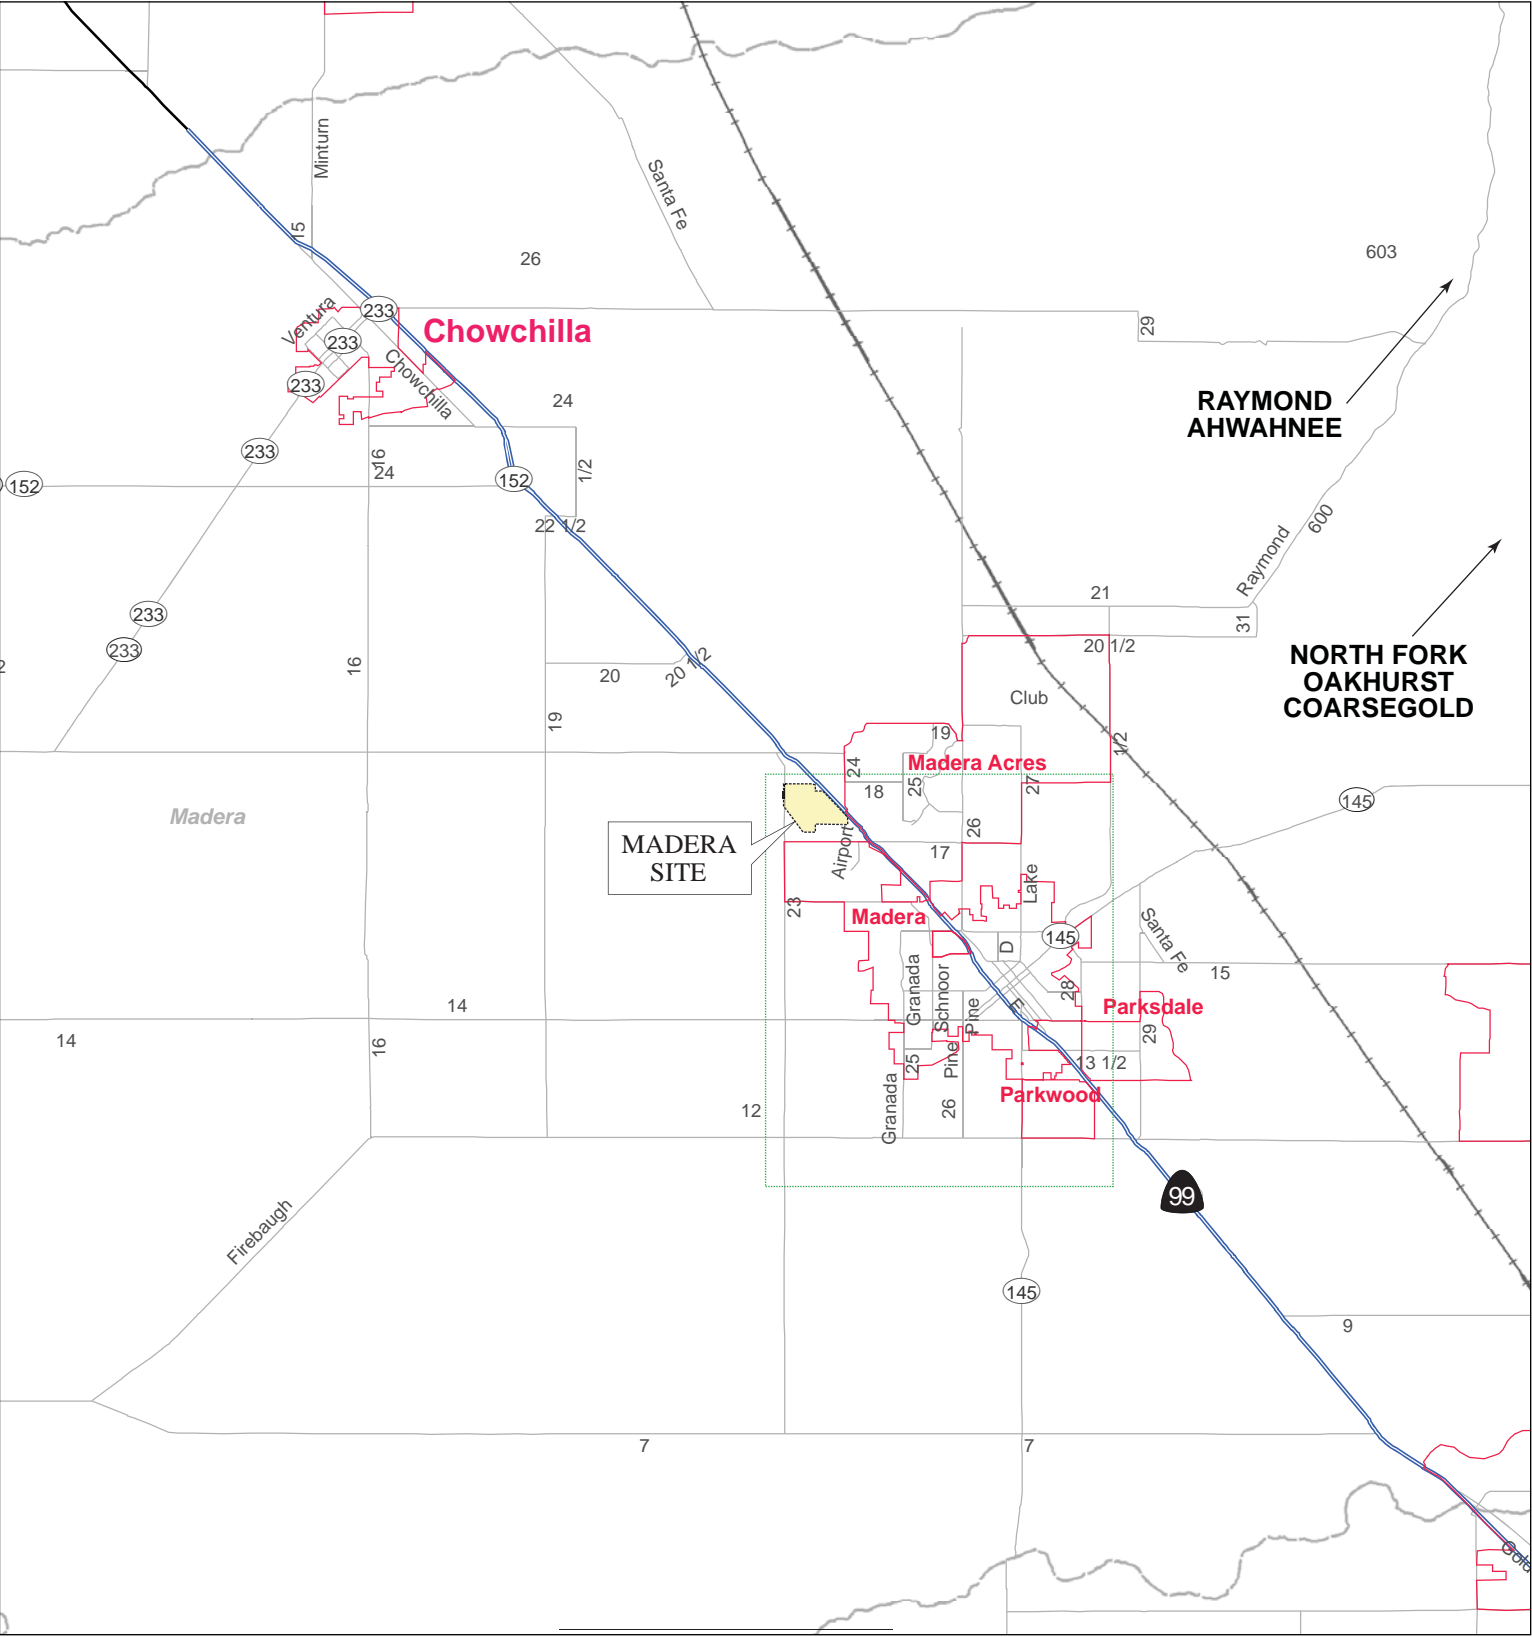 Minturn
Santa Fe
15
26
603
Ventura
233
Chowchilla
29
233
Chowchilla
233
24
RAYMOND
AHWAHNEE
233
16
24
1/2
152
152
22 1/2
600
Raymond
21
233
31
233
20 1/2
NORTH FORK
OAKHURST
COARSEGOLD
2
16
20
20 1/2
Club
19
19
1/2
Madera Acres
24
25
27
18
145
Madera
26
MADERA
SITE
Airport
17
Lake
23
Madera
145
D
Santa Fe
15
Granada
Schnoor
28
14
Pine
E
Parksdale
14
16
29
Pine
25
13 1/2
Parkwood
12
Granada
26
99
Firebaugh
145
9
7
7